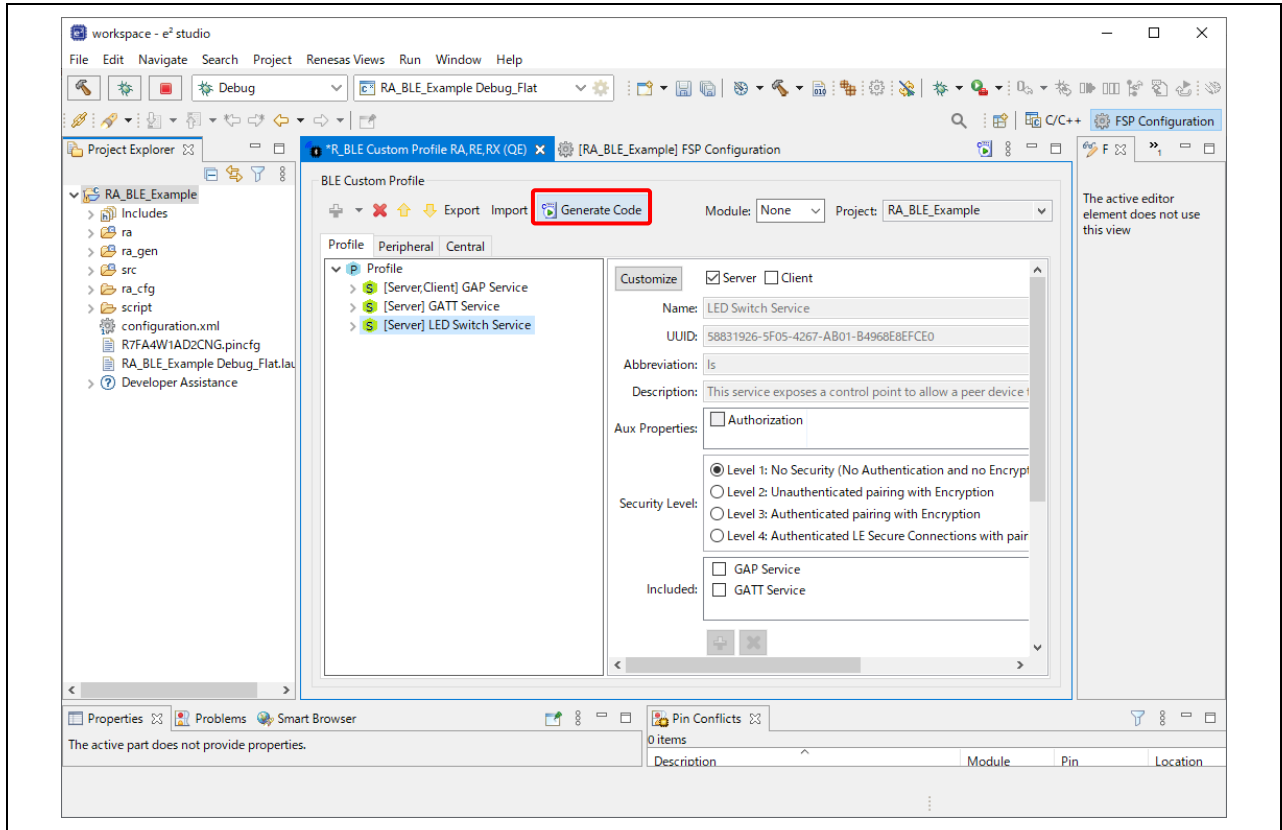 workspace - e² studio
File Edit Navigate Search Project Renesas Views Run Window Help
Debug
RA_BLE_Example Debug_Flat
C/C++
FSP Configuration
Project Explorer
RA_BLE_Example
Includes
ra
ra_gen
src
ra_cfg
script
configuration.xml
R7FA4W1AD2CNG.pincfg
RA_BLE_Example Debug_Flat.lau
Developer Assistance
*R_BLE Custom Profile RA,RE,RX (QE)
[RA_BLE_Example] FSP Configuration
BLE Custom Profile
Export Import Generate Code
Module: None
Project: RA_BLE_Example
Profile Peripheral Central
Profile
[Server,Client] GAP Service
[Server] GATT Service
[Server] LED Switch Service
Customize Server Client
Name: LED Switch Service
UUID: 58831926-5F05-4267-AB01-B4968E8EFCE0
Abbreviation: ls
Description: This service exposes a control point to allow a peer device t
Aux Properties: Authorization
Security Level:
Level 1: No Security (No Authentication and no Encrypt
Level 2: Unauthenticated pairing with Encryption
Level 3: Authenticated pairing with Encryption
Level 4: Authenticated LE Secure Connections with pair
Included:
GAP Service
GATT Service
F
1
The active editor
element does not use
this view
Properties Problems Smart Browser
The active part does not provide properties.
Pin Conflicts
0 items
Description Module Pin Location